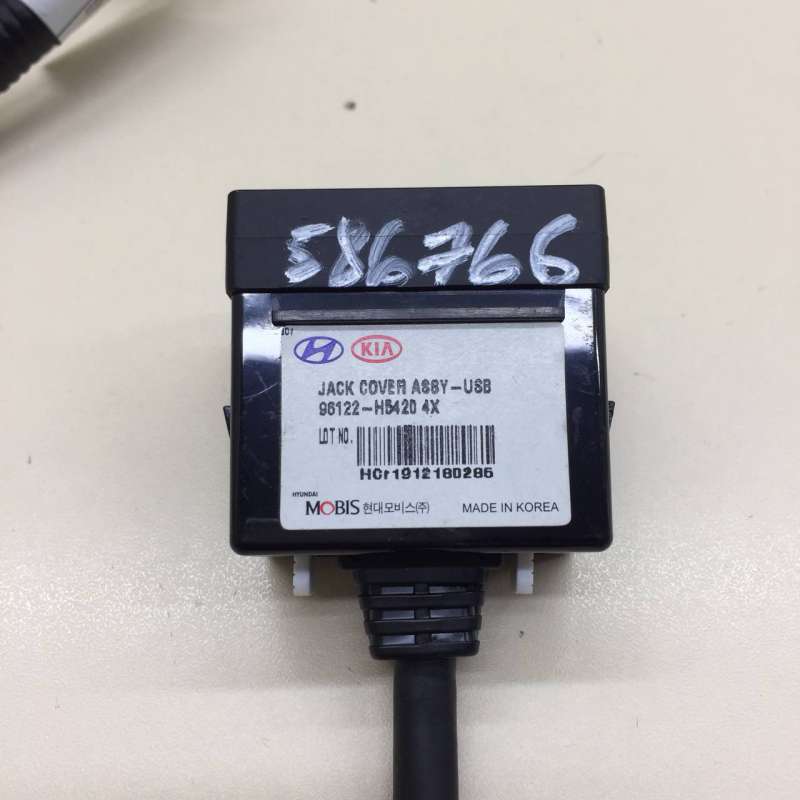 586766
KIA
JACK COVER ASSY-USB
96122-H5420 4X
LOT NO.
HCr1912180286
HYUNDAI
MOBIS 현대모비스(주) MADE IN KOREA